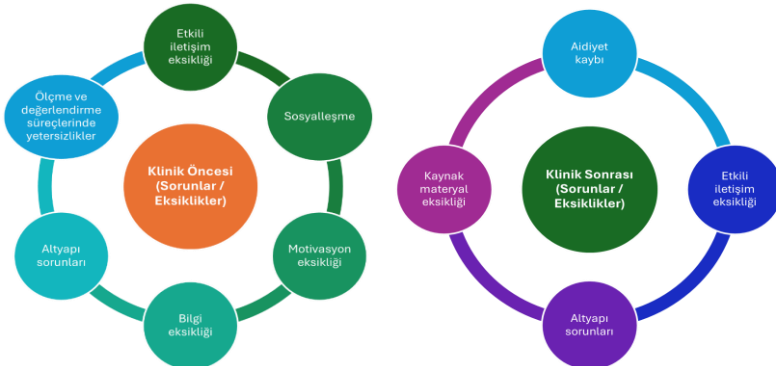 Etkili
iletişim
eksikliği
Sosyalleşme
Motivasyon
eksikliği
Bilgi
eksikliği
Altyapı
sorunları
Ölçme ve
değerlendirme
süreçlerinde
yetersizlikler
Klinik Öncesi
(Sorunlar /
Eksiklikler)
Aidiyet
kaybı
Etkili
iletişim
eksikliği
Altyapı
sorunları
Kaynak
materyal
eksikliği
Klinik Sonrası
(Sorunlar /
Eksiklikler)